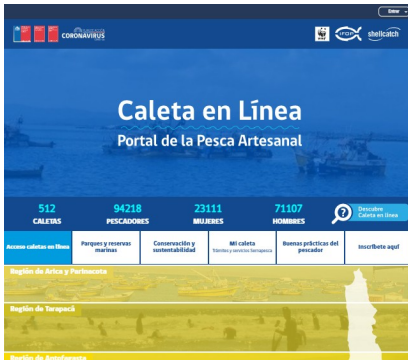 Entrar
CORONAVIRUS
WWF
IFOP
shellcatch
Caleta en Línea
Portal de la Pesca Artesanal
512
CALETAS
94218
PESCADORES
23111
MUJERES
71107
HOMBRES
Descubre
Caleta en línea
Acceso caletas en línea
Parques y reservas
marinas
Conservación y
sustentabilidad
Mi caleta
Trámites y servicios Sernapesca
Buenas prácticas del
pescador
Inscríbete aquí
Región de Arica y Parinacota
Región de Tarapacá
Región de Antofagasta